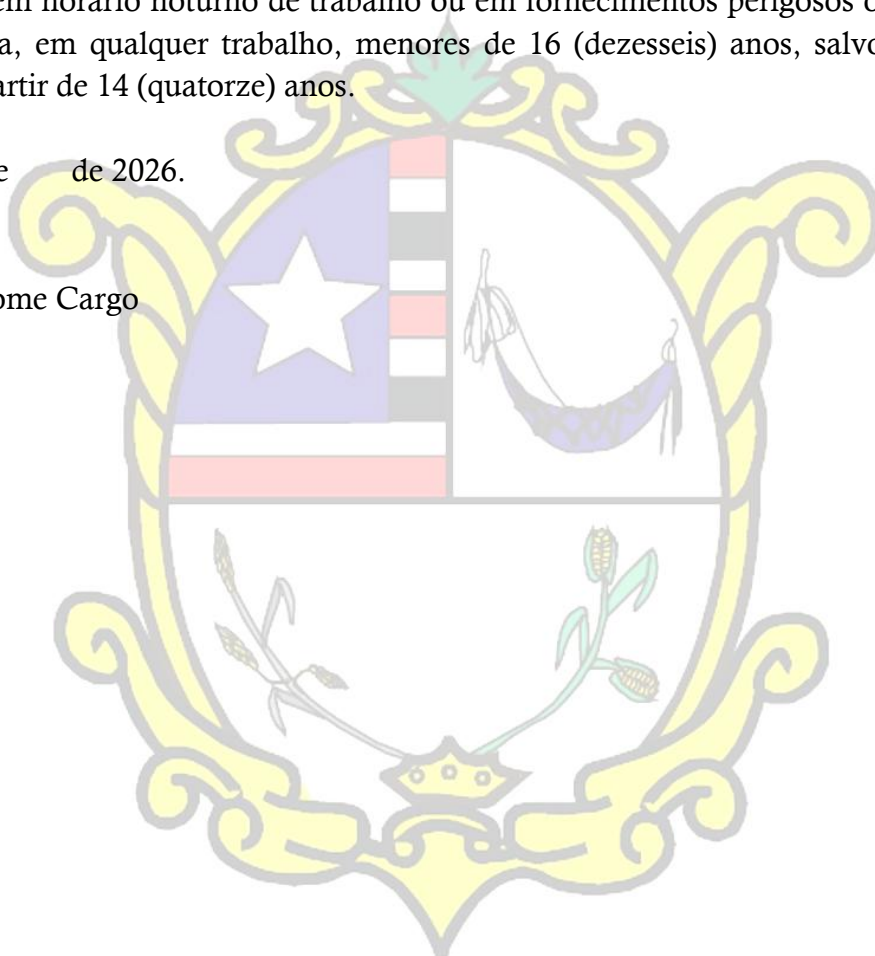 em horário noturno de trabalho ou em fornecimentos perigosos o
a, em qualquer trabalho, menores de 16 (dezesseis) anos, salvo
artir de 14 (quatorze) anos.
e de 2026.
ome Cargo